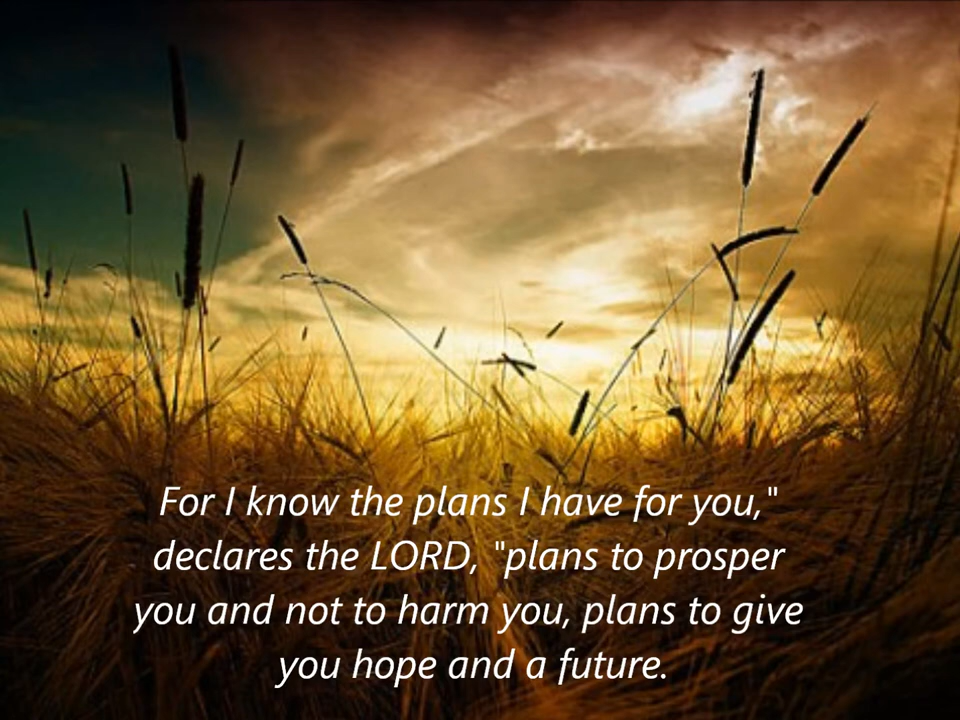 For I know the plans I have for you,"
declares the LORD, "plans to prosper
you and not to harm you, plans to give
you hope and a future.